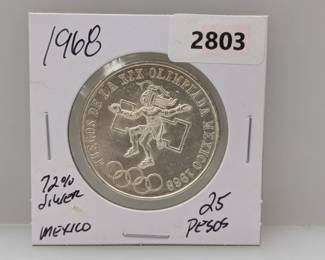 1968
2803
JUEGOS DE LA XIX OLIMPIADA MEXICO 1968
72%
SILVER
MEXICO
25
PESOS